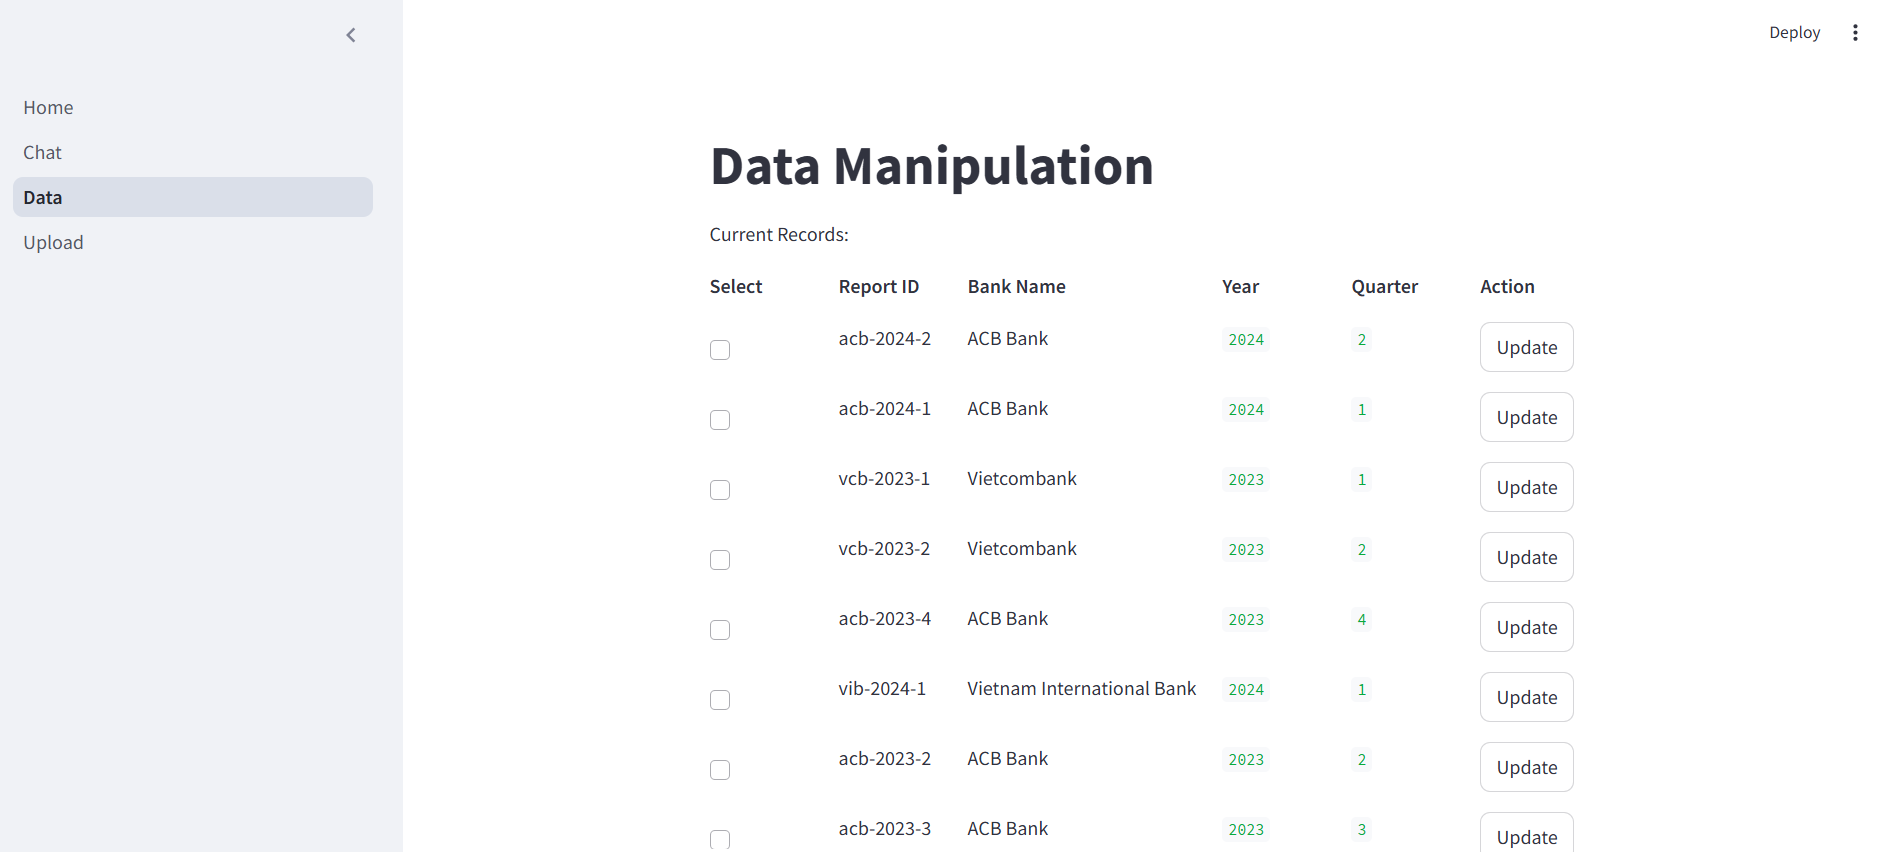 Deploy
Home
Chat
Data
Upload
Data Manipulation
Current Records:
Select Report ID Bank Name Year Quarter Action
acb-2024-2 ACB Bank 2024 2 Update
acb-2024-1 ACB Bank 2024 1 Update
vcb-2023-1 Vietcombank 2023 1 Update
vcb-2023-2 Vietcombank 2023 2 Update
acb-2023-4 ACB Bank 2023 4 Update
vib-2024-1 Vietnam International Bank 2024 1 Update
acb-2023-2 ACB Bank 2023 2 Update
acb-2023-3 ACB Bank 2023 3 Update